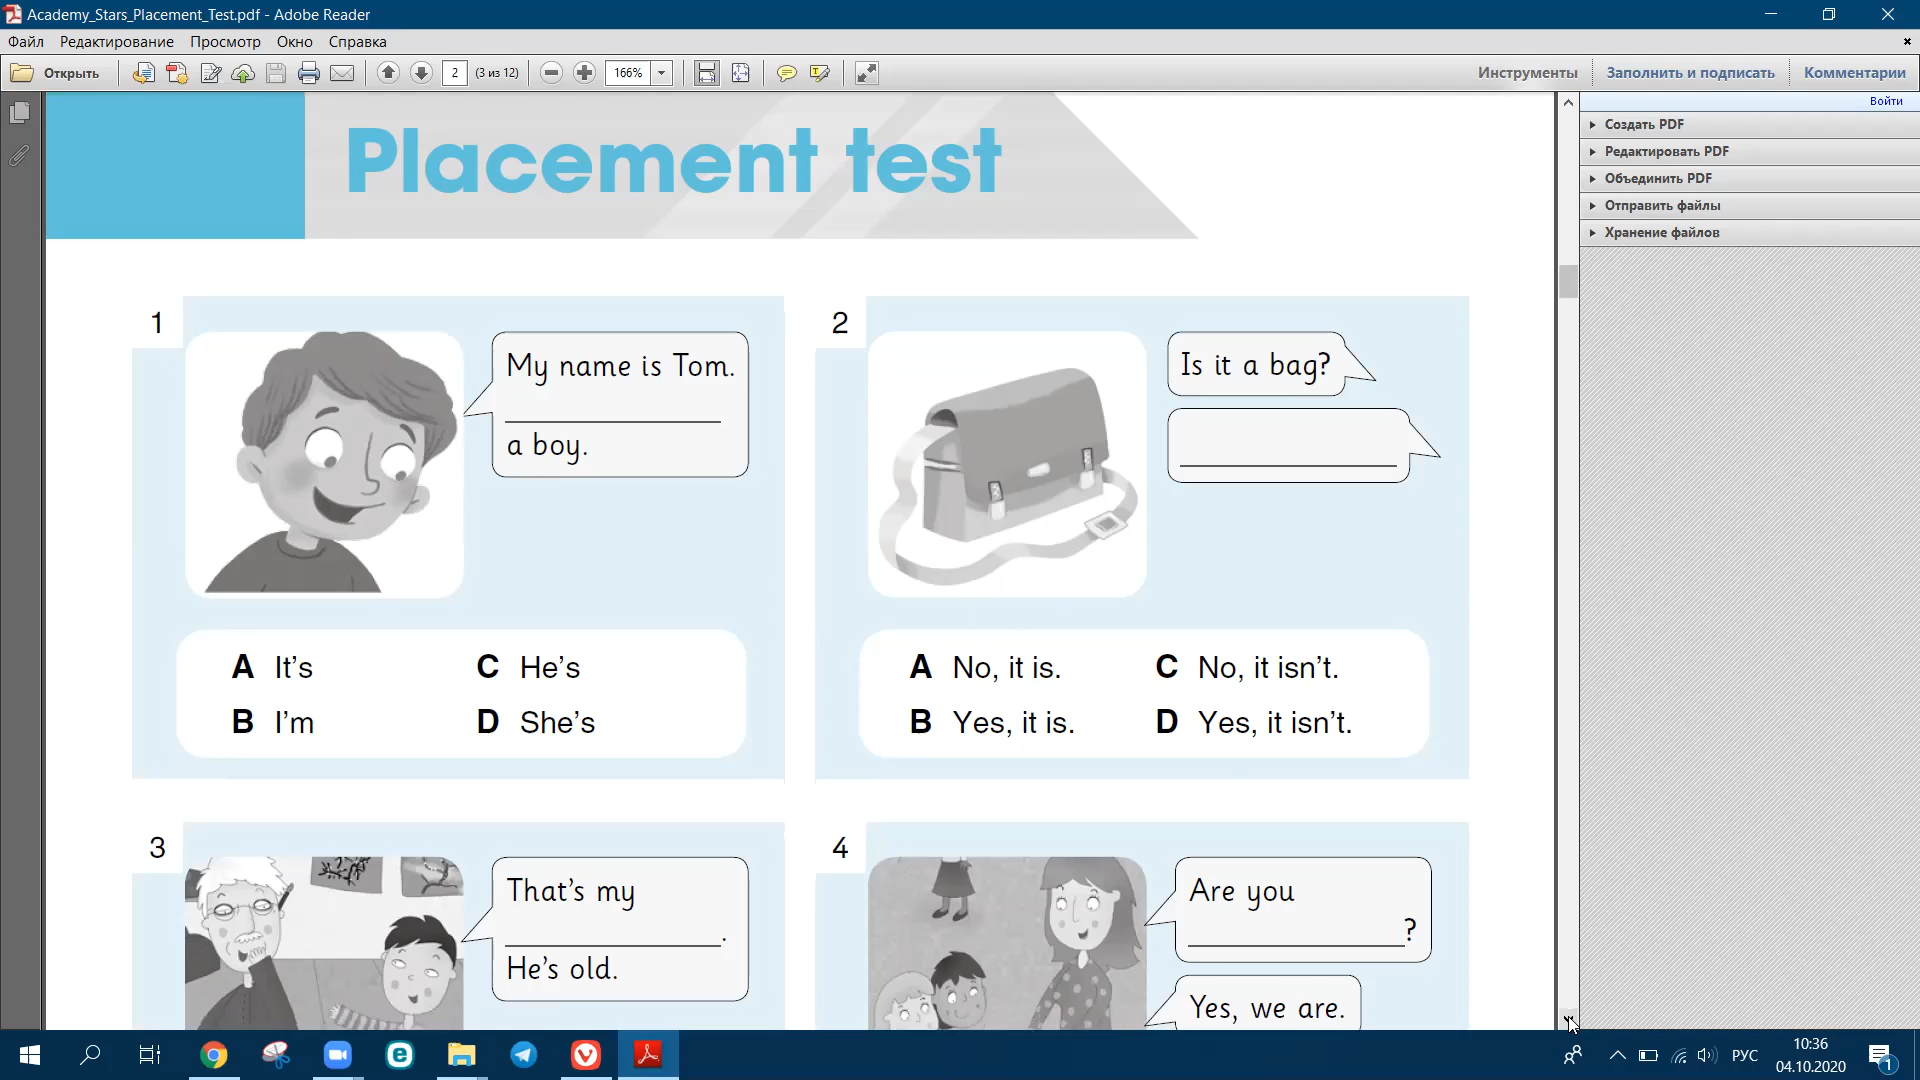 Academy_Stars_Placement_Test.pdf - Adobe Reader
Файл Редактирование Просмотр Окно Справка
Открыть 2 (3 из 12) 166% Инструменты Заполнить и подписать Комментарии
Войти
Создать PDF
Редактировать PDF
Объединить PDF
Отправить файлы
Хранение файлов
Placement test
1
My name is Tom.
a boy.
A It's C He's
B I'm D She's
2
Is it a bag?
A No, it is. C No, it isn't.
B Yes, it is. D Yes, it isn't.
3
That's my
.
He's old.
4
Are you
?
Yes, we are.
РУС
10:36
04.10.2020
1